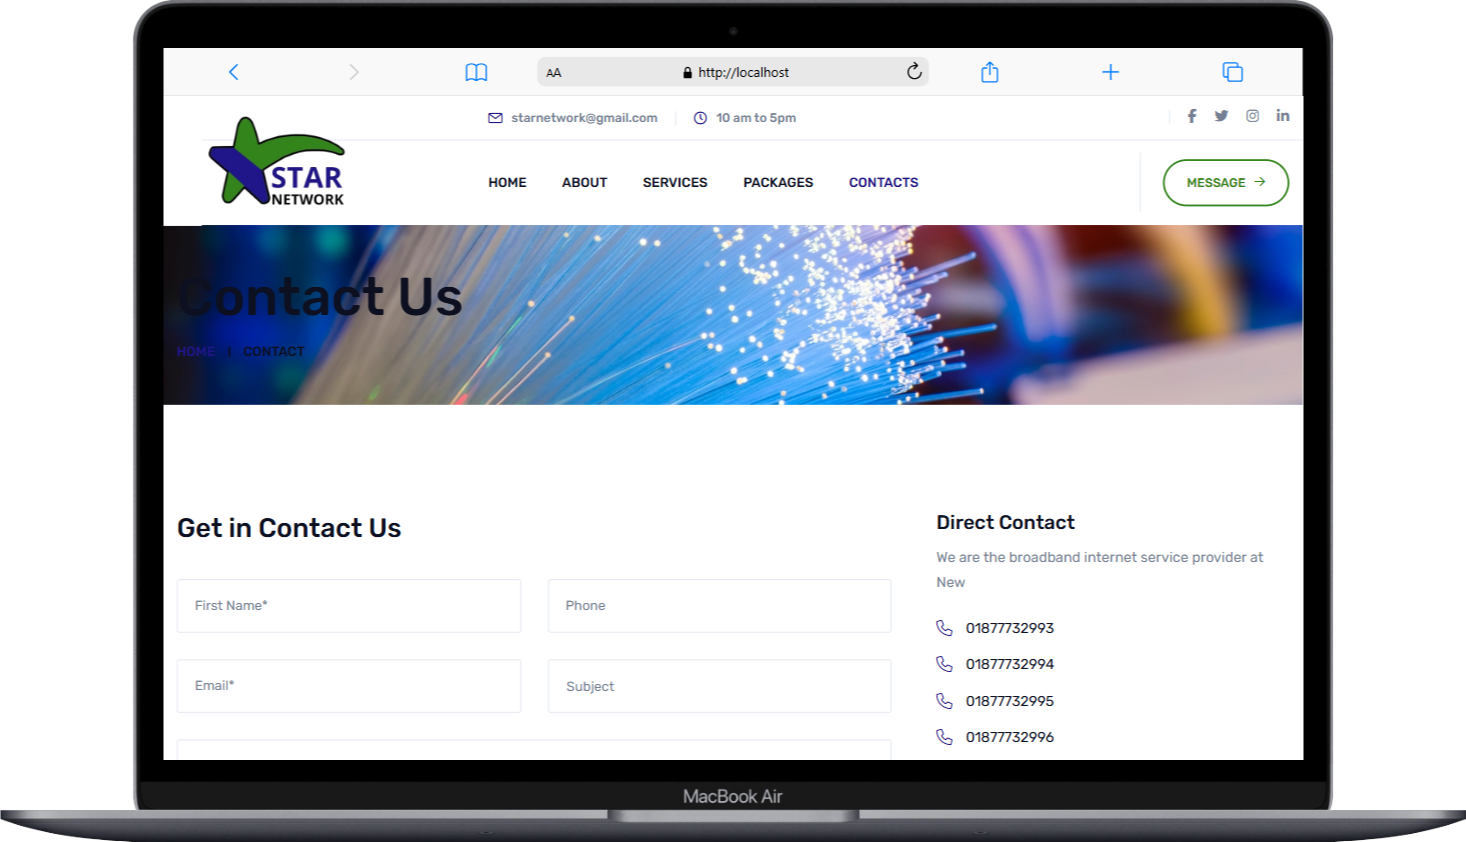 AA
http://localhost
starnetwork@gmail.com
10 am to 5pm
STAR
NETWORK
HOME
ABOUT
SERVICES
PACKAGES
CONTACTS
MESSAGE
Contact Us
HOME | CONTACT
Get in Contact Us
First Name*
Phone
Email*
Subject
Direct Contact
We are the broadband internet service provider at
New
01877732993
01877732994
01877732995
01877732996
MacBook Air